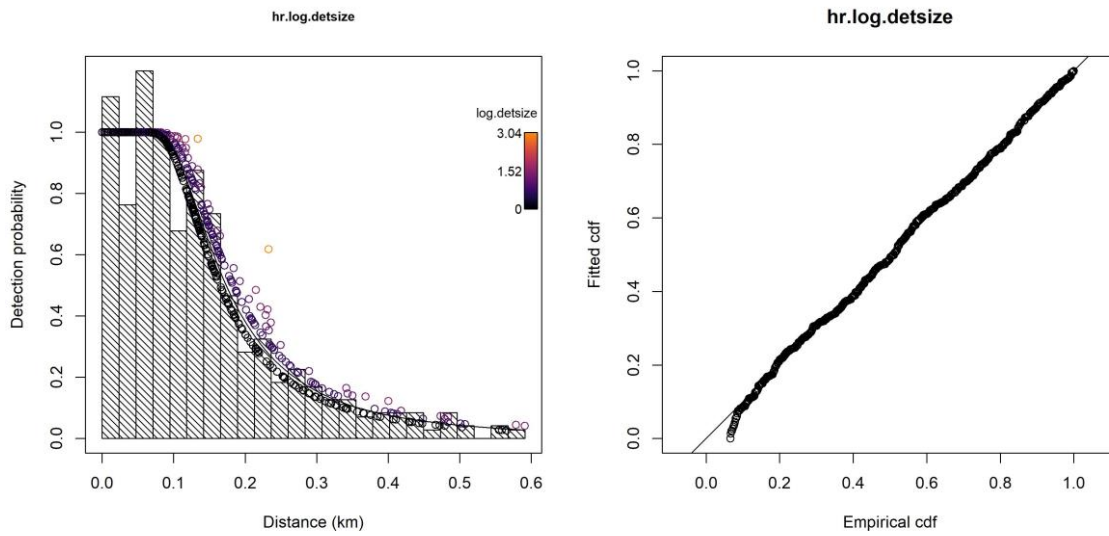 hr.log.detsize
log.detsize
3.04
1.52
0
Detection probability
1.0
0.8
0.6
0.4
0.2
0.0
0.0 0.1 0.2 0.3 0.4 0.5 0.6
Distance (km)
hr.log.detsize
Fitted cdf
1.0
0.8
0.6
0.4
0.2
0.0
0.0 0.2 0.4 0.6 0.8 1.0
Empirical cdf